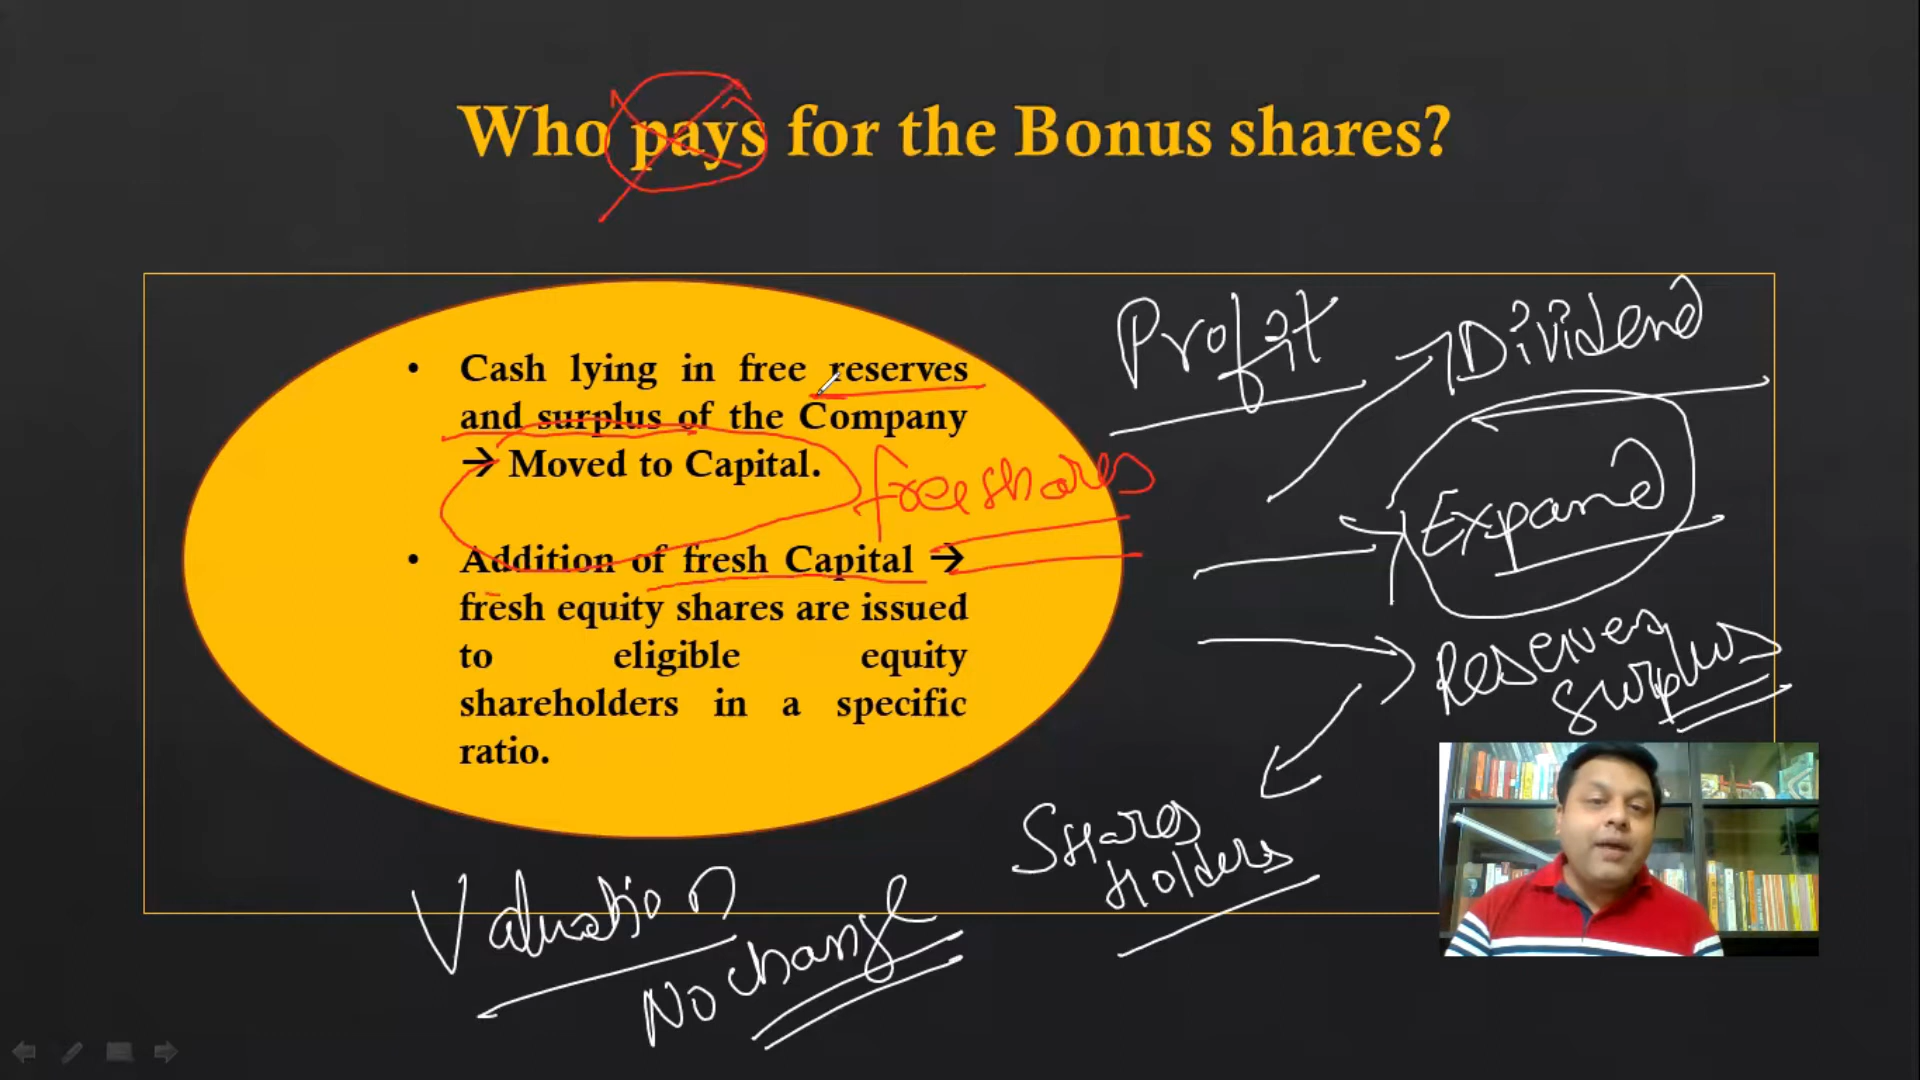 Who pays for the Bonus shares?
• Cash lying in free reserves
and surplus of the Company
→ Moved to Capital.
• Addition of fresh Capital →
fresh equity shares are issued
to eligible equity
shareholders in a specific
ratio.
free shares
Profit
Dividend
Expand
Reserves
Surplus
Shares
Holders
Valuation
No change